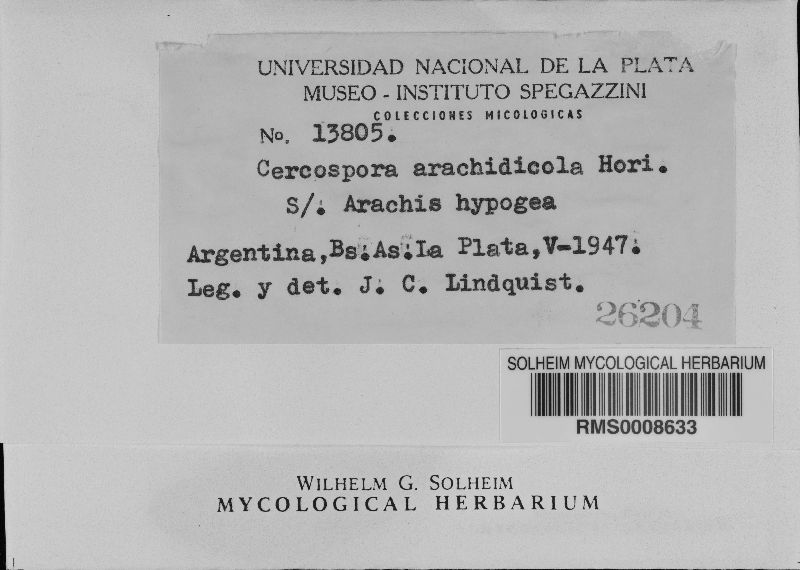 UNIVERSIDAD NACIONAL DE LA PLATA
MUSEO - INSTITUTO SPEGAZZINI
COLECCIONES MICOLOGICAS
No. 13805.
Cercospora arachidicola Hori.
S/. Arachis hypogea
Argentina, Bs. As. La Plata, V-1947.
Leg. y det. J. C. Lindquist.
26204
SOLHEIM MYCOLOGICAL HERBARIUM
RMS0008633
WILHELM G. SOLHEIM
MYCOLOGICAL HERBARIUM